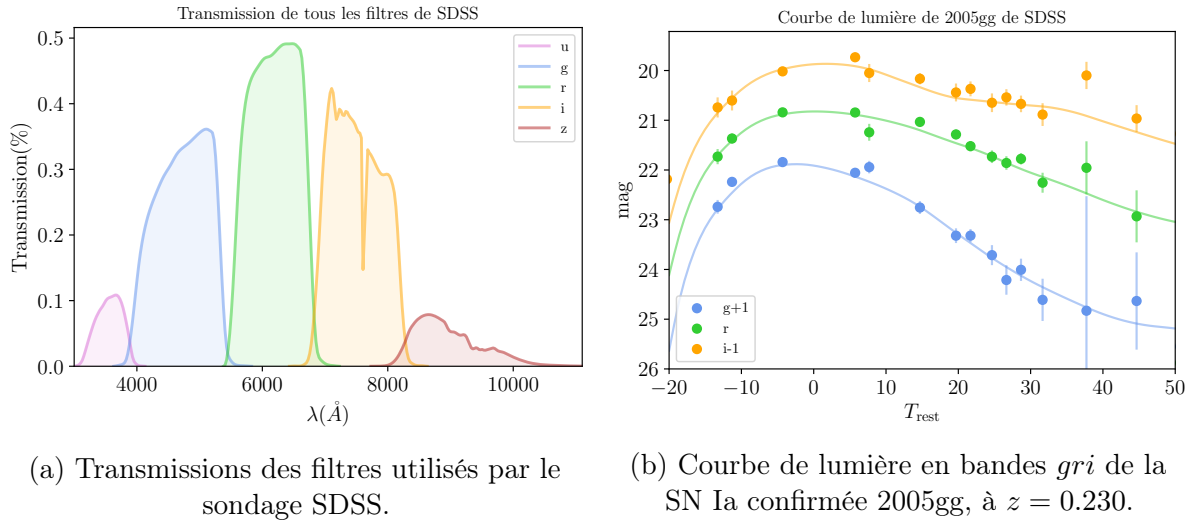 Transmission de tous les filtres de SDSS
0.5
0.4
0.3
0.2
0.1
0.0
Transmission(%)
4000 6000 8000 10000
λ(Å)
u
g
r
i
z
(a) Transmissions des filtres utilisés par le
sondage SDSS.
Courbe de lumière de 2005gg de SDSS
20
21
22
23
24
25
26
mag
−20 −10 0 10 20 30 40 50
T_rest
g+1
r
i-1
(b) Courbe de lumière en bandes gri de la
SN Ia confirmée 2005gg, à z = 0.230.